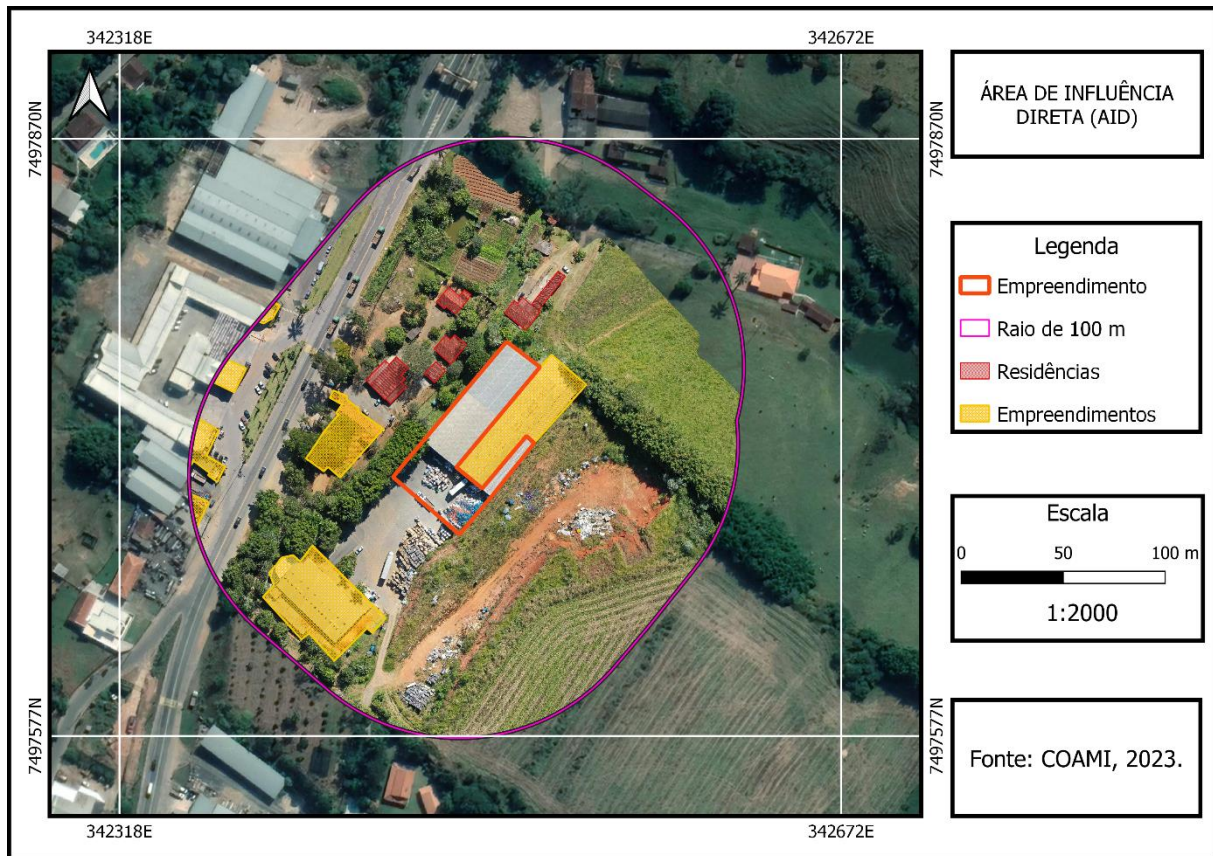 342318E
342672E
7497870N
7497870N
7497577N
7497577N
342318E
342672E
ÁREA DE INFLUÊNCIA
DIRETA (AID)
Legenda
Empreendimento
Raio de 100 m
Residências
Empreendimentos
Escala
0 50 100 m
1:2000
Fonte: COAMI, 2023.